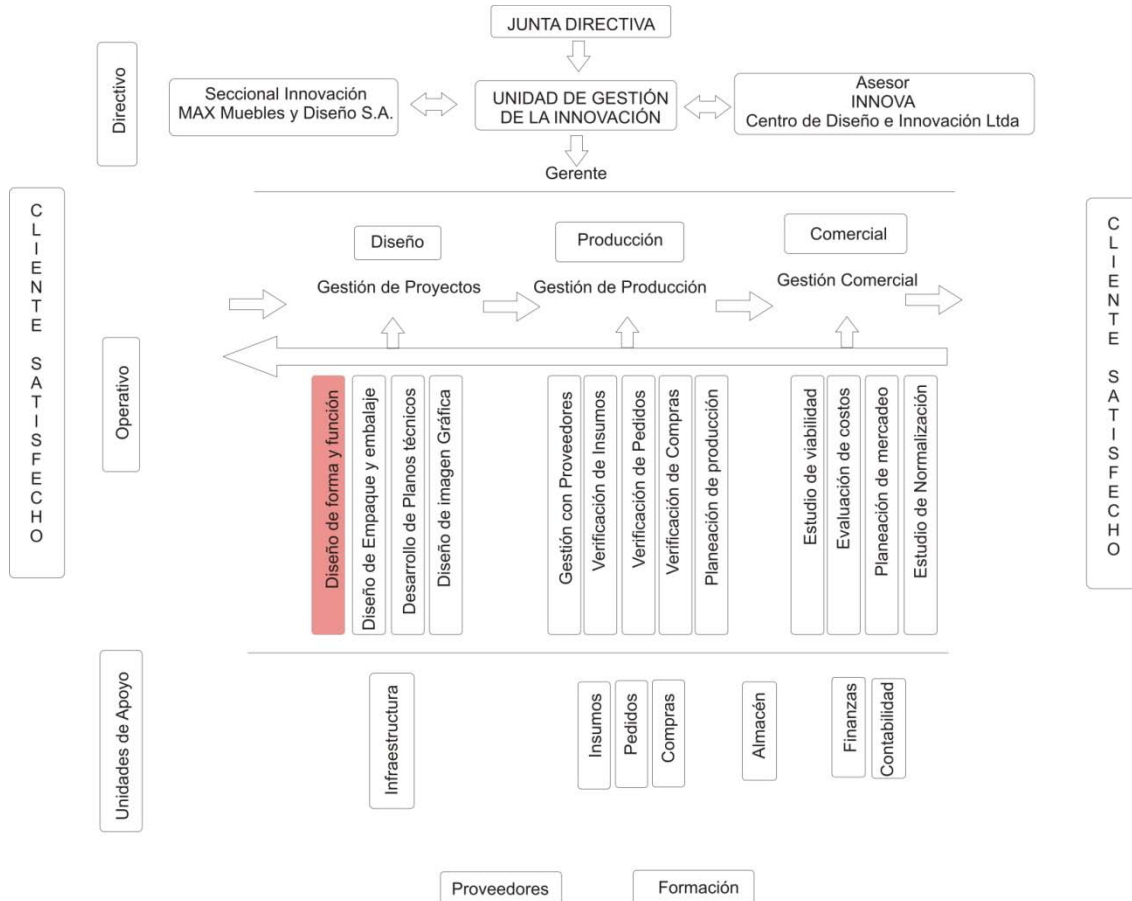 JUNTA DIRECTIVA
Directivo
Seccional Innovación
MAX Muebles y Diseño S.A.
UNIDAD DE GESTIÓN
DE LA INNOVACIÓN
Asesor
INNOVA
Centro de Diseño e Innovación Ltda
Gerente
CLIENTE SATISFECHO
Operativo
Diseño
Producción
Comercial
Gestión de Proyectos
Gestión de Producción
Gestión Comercial
Diseño de forma y función
Diseño de Empaque y embalaje
Desarrollo de Planos técnicos
Diseño de imagen Gráfica
Gestión con Proveedores
Verificación de Insumos
Verificación de Pedidos
Verificación de Compras
Planeación de producción
Estudio de viabilidad
Evaluación de costos
Planeación de mercadeo
Estudio de Normalización
CLIENTE SATISFECHO
Unidades de Apoyo
Infraestructura
Insumos
Pedidos
Compras
Almacén
Finanzas
Contabilidad
Proveedores
Formación